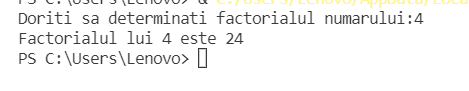 Doriti sa determinati factorialul numarului:4
Factorialul lui 4 este 24
PS C:\Users\Lenovo>